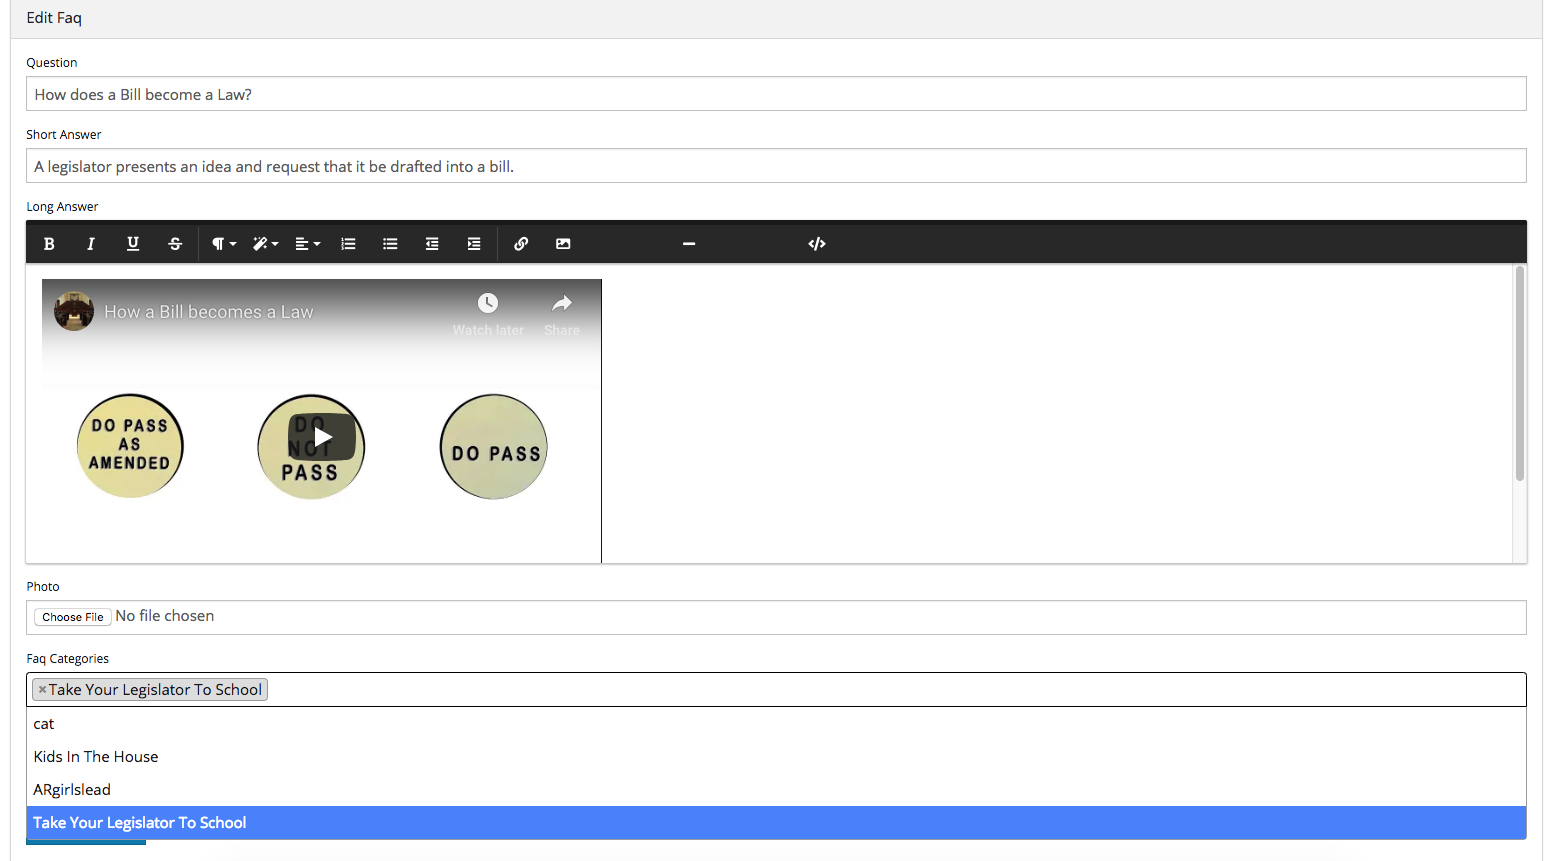 Edit Faq
Question
How does a Bill become a Law?
Short Answer
A legislator presents an idea and request that it be drafted into a bill.
Long Answer
B I U S
How a Bill becomes a Law
Watch later Share
DO PASS AS AMENDED
DO NOT PASS
DO PASS
Photo
Choose File No file chosen
Faq Categories
×Take Your Legislator To School
cat
Kids In The House
ARgirlslead
Take Your Legislator To School